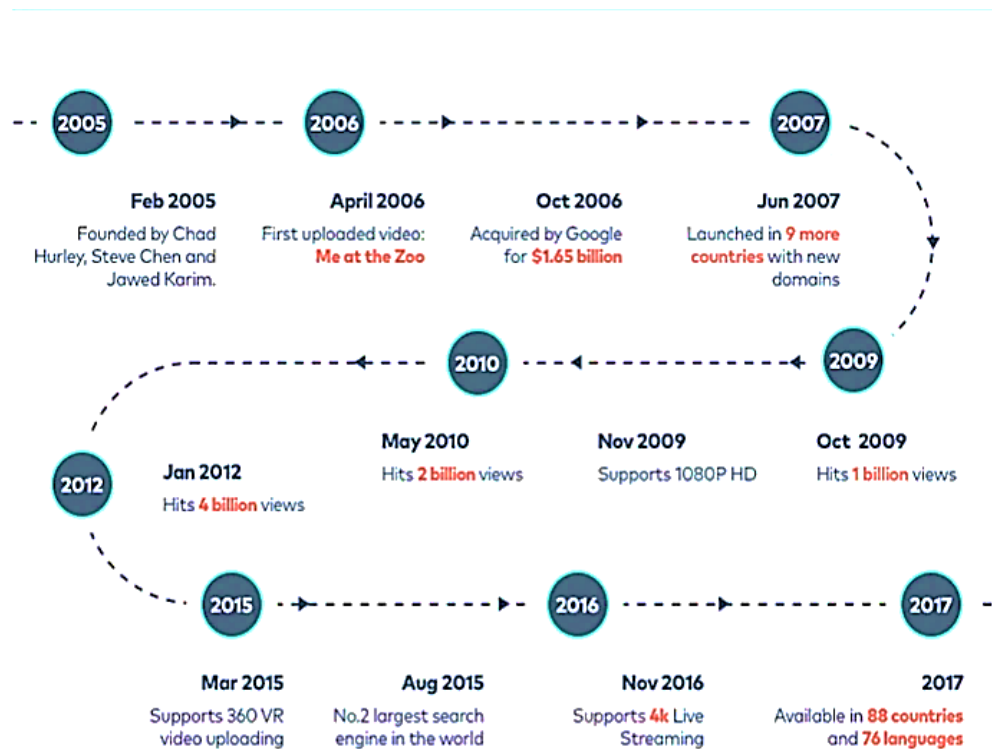 2005
2006
2007
Feb 2005
Founded by Chad
Hurley, Steve Chen and
Jawed Karim.
April 2006
First uploaded video:
Me at the Zoo
Oct 2006
Acquired by Google
for $1.65 billion
Jun 2007
Launched in 9 more
countries with new
domains
2009
Oct 2009
Hits 1 billion views
Nov 2009
Supports 1080P HD
2010
May 2010
Hits 2 billion views
2012
Jan 2012
Hits 4 billion views
2015
2016
2017
Mar 2015
Supports 360 VR
video uploading
Aug 2015
No.2 largest search
engine in the world
Nov 2016
Supports 4k Live
Streaming
2017
Available in 88 countries
and 76 languages